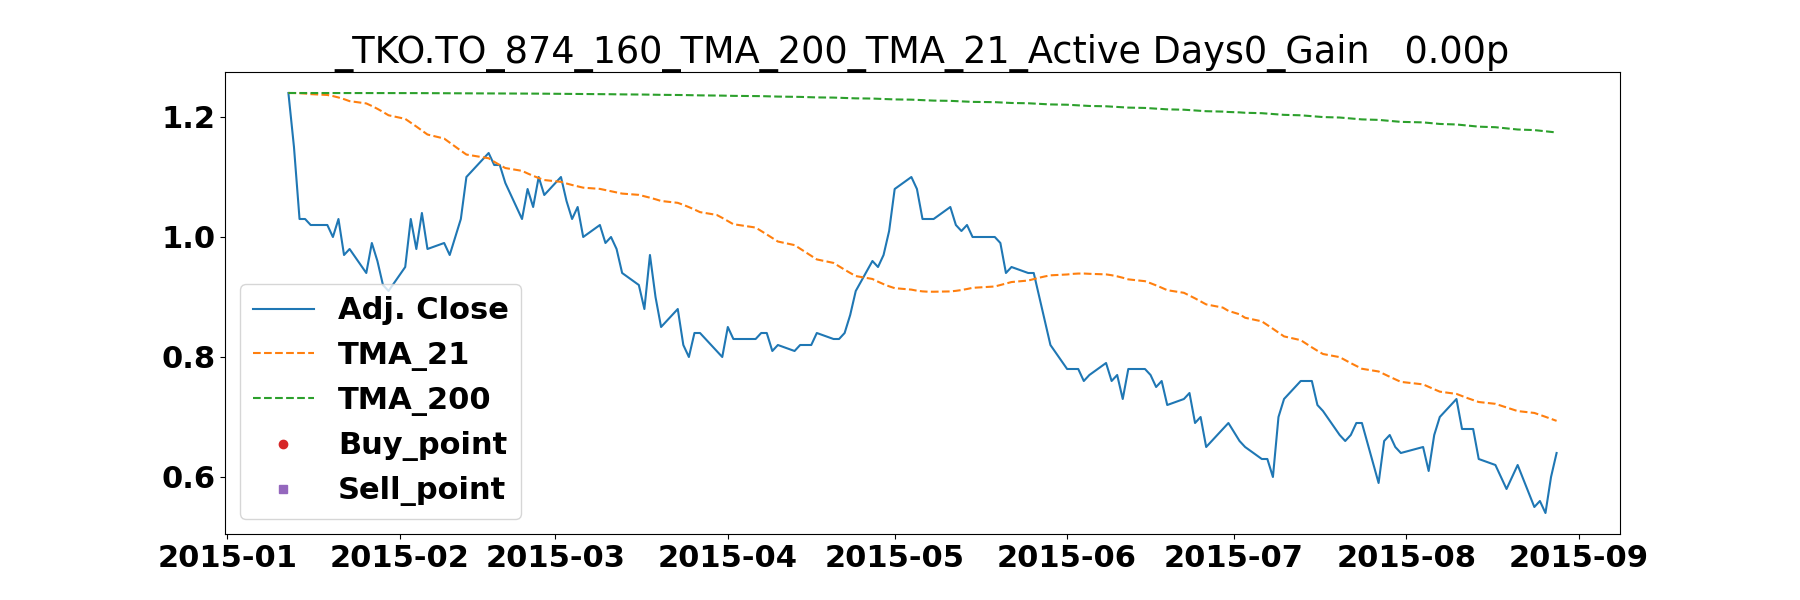 _TKO.TO_874_160_TMA_200_TMA_21_Active Days0_Gain   0.00p
1.2
1.0
0.8
0.6
Adj. Close
TMA_21
TMA_200
Buy_point
Sell_point
2015-01 2015-02 2015-03 2015-04 2015-05 2015-06 2015-07 2015-08 2015-09